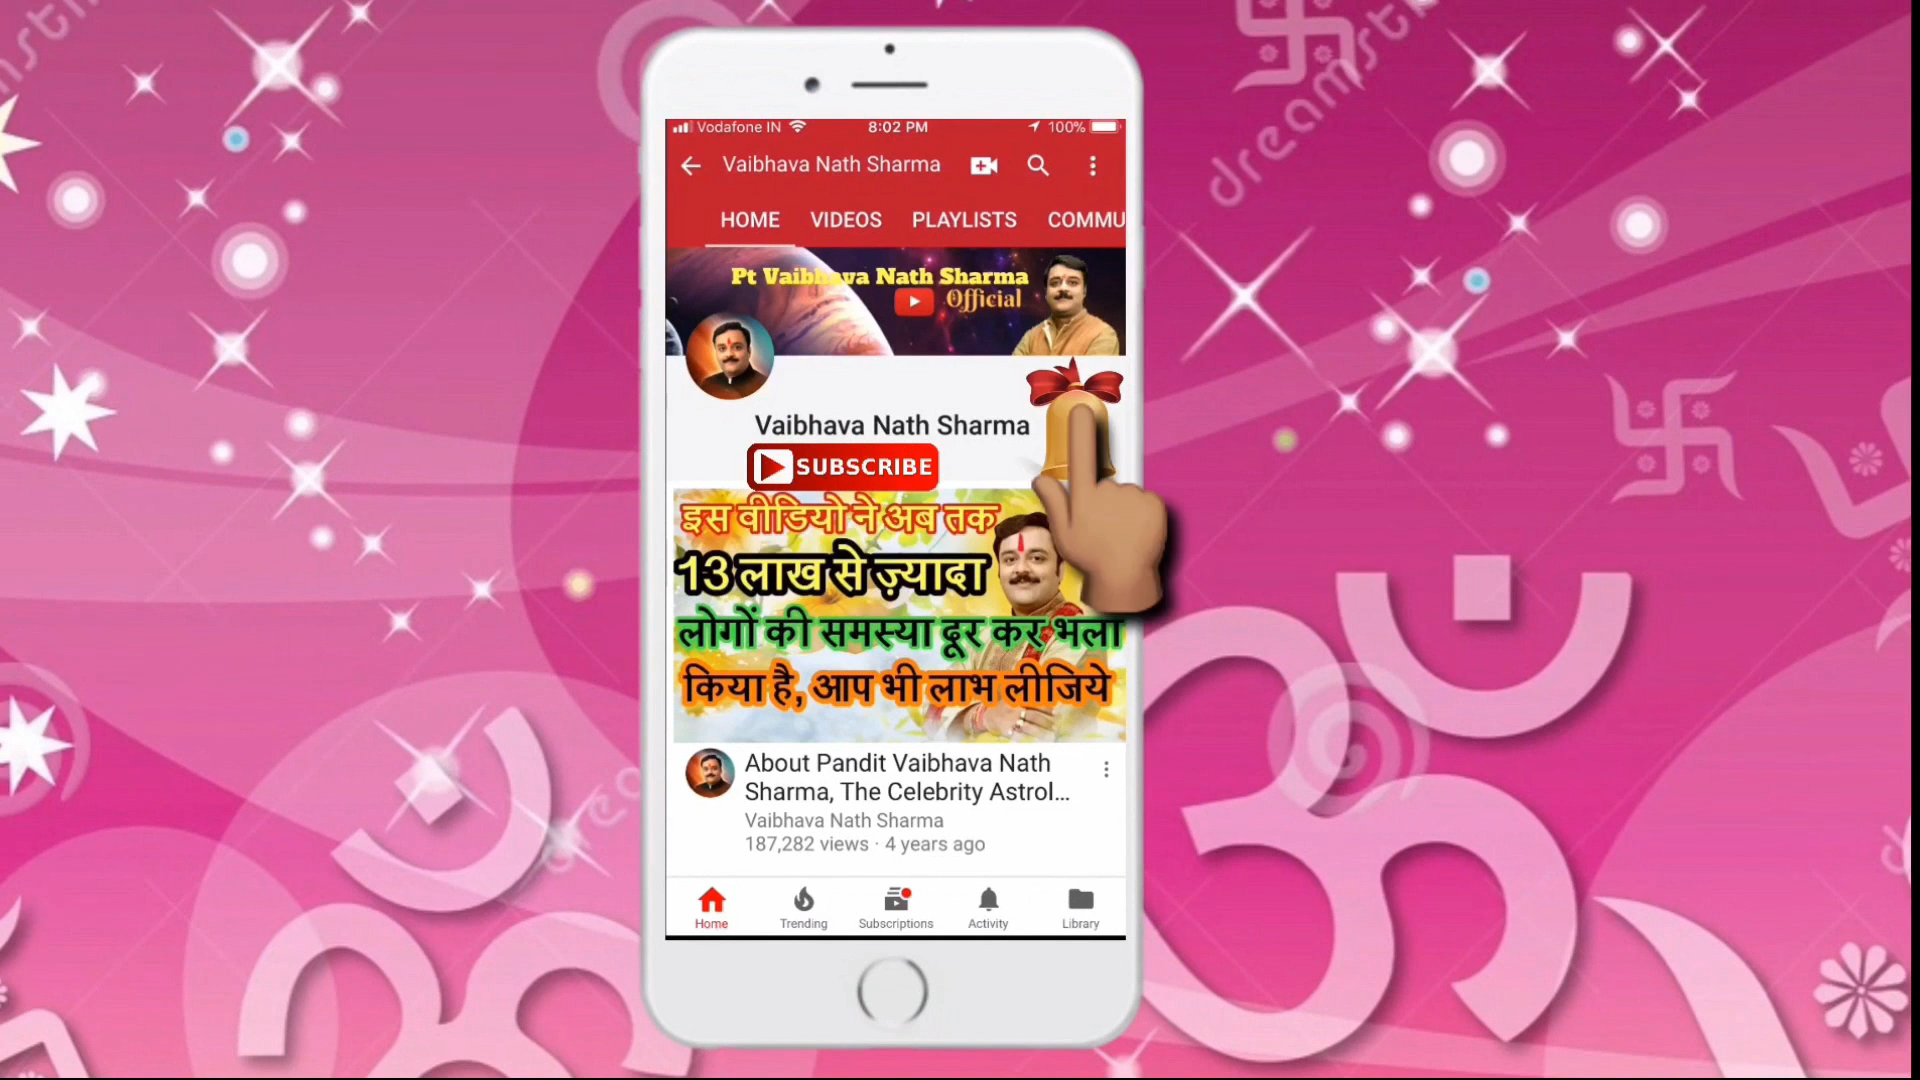 dreamstime
Vodafone IN
8:02 PM
100%
Vaibhava Nath Sharma
HOME VIDEOS PLAYLISTS COMMU
Pt Vaibhava Nath Sharma
Official
Vaibhava Nath Sharma
SUBSCRIBE
इस वीडियो ने अब तक
13 लाख से ज़्यादा
लोगों की समस्या दूर कर भला
किया है, आप भी लाभ लीजिये
About Pandit Vaibhava Nath
Sharma, The Celebrity Astrol...
Vaibhava Nath Sharma
187,282 views · 4 years ago
Home Trending Subscriptions Activity Library